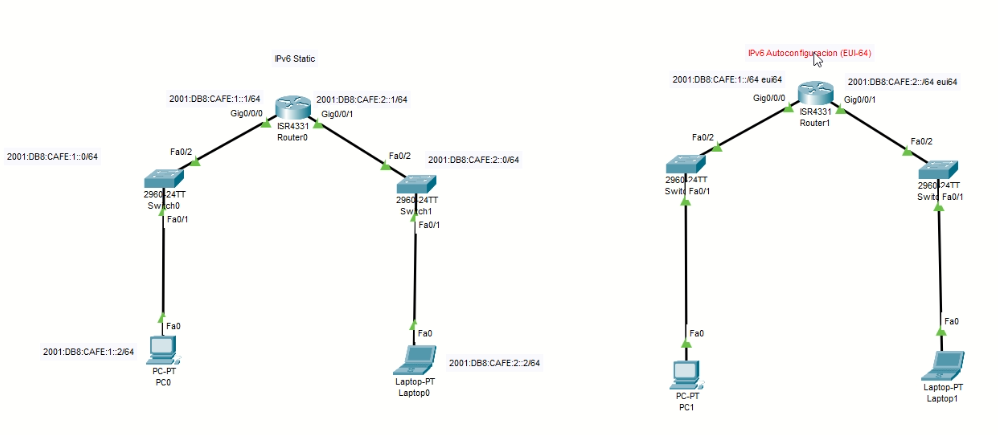 IPv6 Static
2001:DB8:CAFE:1::1/64
2001:DB8:CAFE:2::1/64
Gig0/0/0
Gig0/0/1
ISR4331
Router0
2001:DB8:CAFE:1::0/64
Fa0/2
Fa0/2
2001:DB8:CAFE:2::0/64
2960-24TT
Switch0
Fa0/1
2960-24TT
Switch1
Fa0/1
Fa0
Fa0
2001:DB8:CAFE:1::2/64
PC-PT
PC0
2001:DB8:CAFE:2::2/64
Laptop-PT
Laptop0
IPv6 Autoconfiguracion (EUI-64)
2001:DB8:CAFE:1::/64 eui64
2001:DB8:CAFE:2::/64 eui64
Gig0/0/0
Gig0/0/1
ISR4331
Router1
Fa0/2
Fa0/2
2960-24TT
Fa0/1
2960-24TT
Fa0/1
Fa0
Fa0
PC-PT
PC1
Laptop-PT
Laptop1